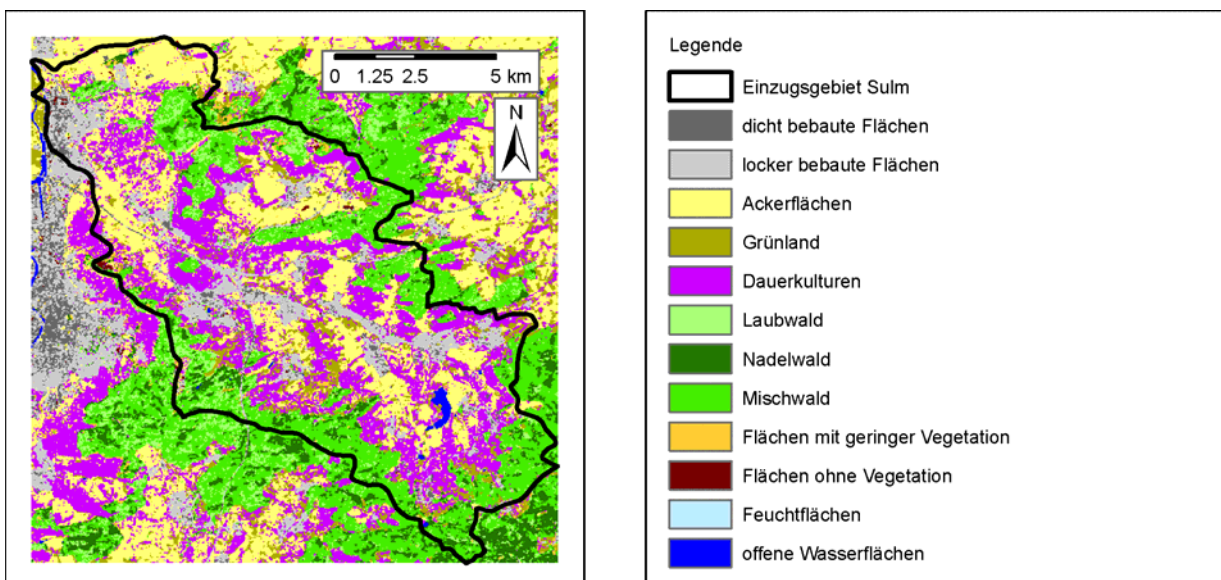 0 1.25 2.5 5 km
N
Legende
Einzugsgebiet Sulm
dicht bebaute Flächen
locker bebaute Flächen
Ackerflächen
Grünland
Dauerkulturen
Laubwald
Nadelwald
Mischwald
Flächen mit geringer Vegetation
Flächen ohne Vegetation
Feuchtflächen
offene Wasserflächen